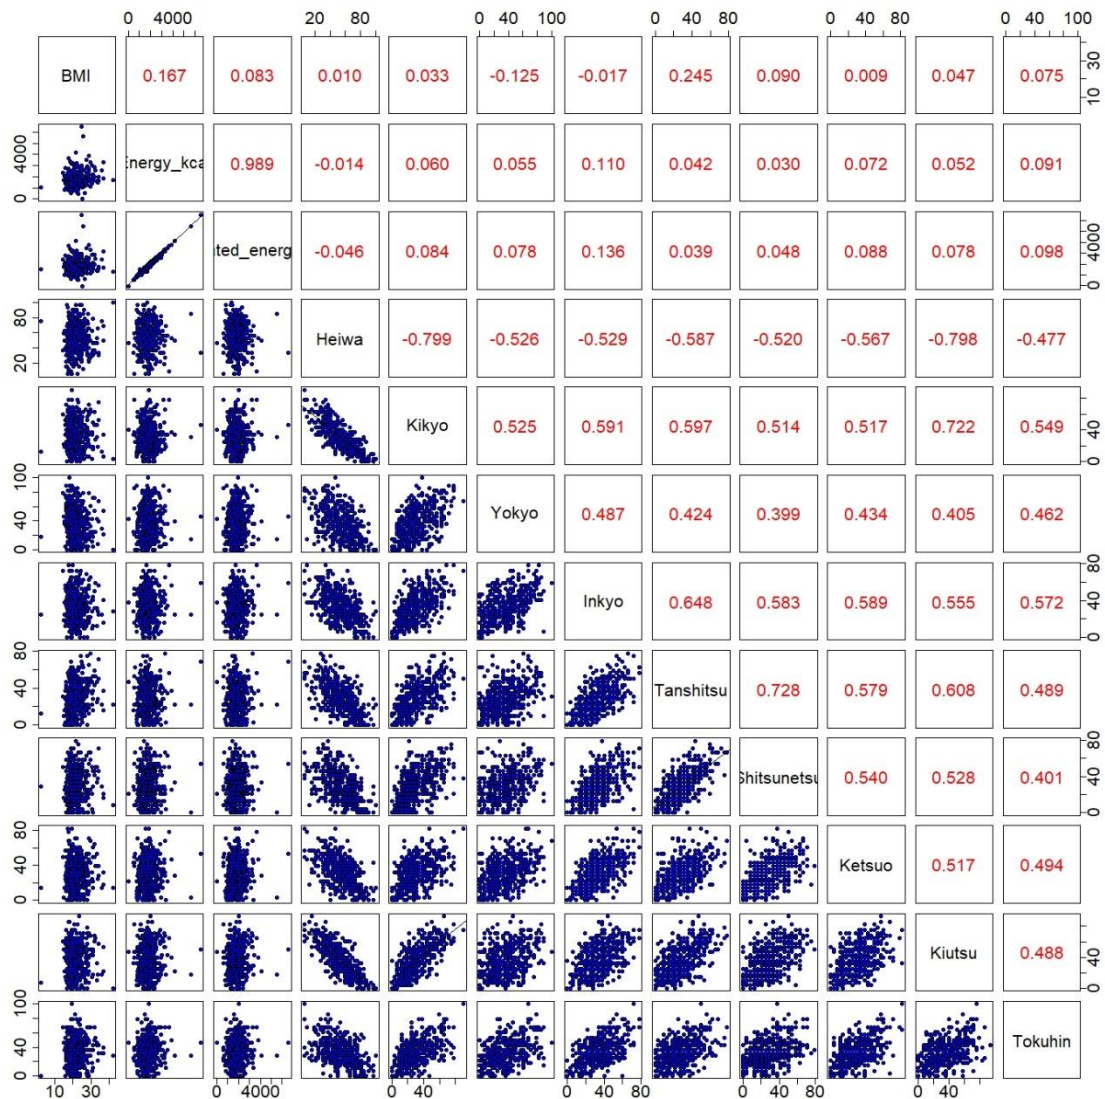 0 4000 20 80 0 40 100 0 40 80 0 40 80 0 40 100
BMI 0.167 0.083 0.010 0.033 -0.125 -0.017 0.245 0.090 0.009 0.047 0.075 10 30
0 4000 Energy_kca 0.989 -0.014 0.060 0.055 0.110 0.042 0.030 0.072 0.052 0.091
ted_energ -0.046 0.084 0.078 0.136 0.039 0.048 0.088 0.078 0.098 0 4000
20 80 Heiwa -0.799 -0.526 -0.529 -0.587 -0.520 -0.567 -0.798 -0.477
Kikyo 0.525 0.591 0.597 0.514 0.517 0.722 0.549 0 40
0 40 100 Yokyo 0.487 0.424 0.399 0.434 0.405 0.462
Inkyo 0.648 0.583 0.589 0.555 0.572 0 40 80
0 40 80 Tanshitsu 0.728 0.579 0.608 0.489
Shitsunetsu 0.540 0.528 0.401 0 40 80
0 40 80 Ketsuo 0.517 0.494
Kiutsu 0.488 0 40
0 40 100 Tokuhin
10 30 0 4000 0 40 0 40 80 0 40 80 0 40